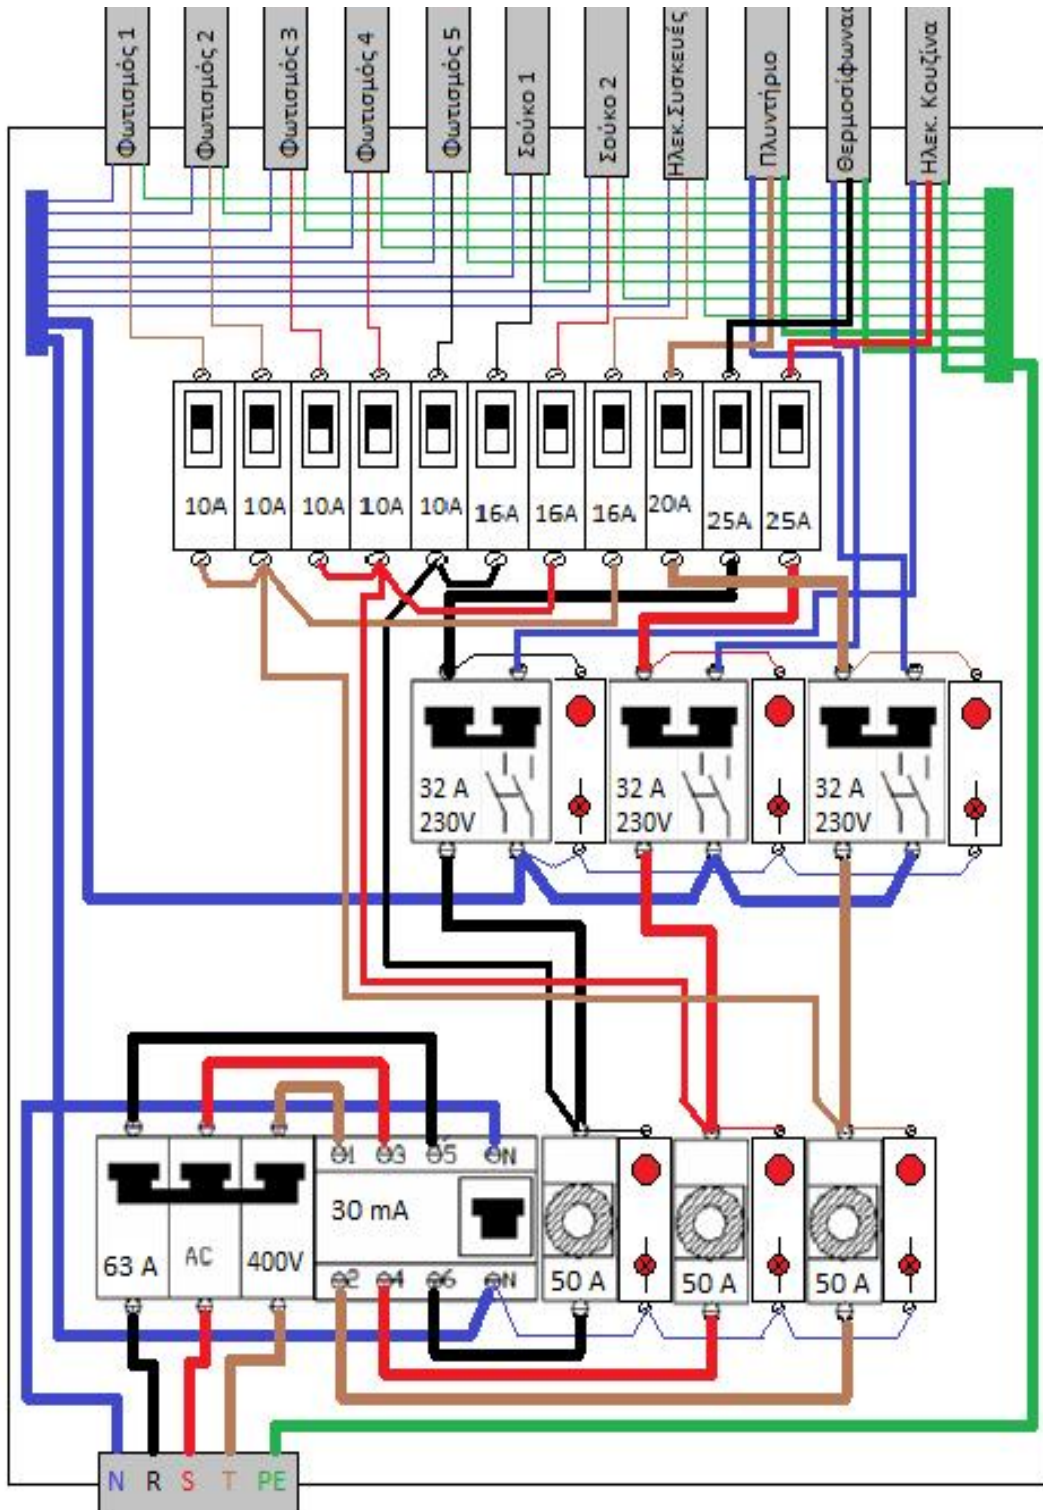 Φωτισμός 1
Φωτισμός 2
Φωτισμός 3
Φωτισμός 4
Φωτισμός 5
Σούκο 1
Σούκο 2
Ηλεκ.Συσκευές
Πλυντήριο
Θερμοσίφωνας
Ηλεκ. Κουζίνα
10A 10A 10A 10A 10A 16A 16A 16A 20A 25A 25A
32 A 32 A 32 A
230V 230V 230V
1 3 5 N
30 mA
63 A AC 400V 50 A 50 A 50 A
2 4 6 N
N R S T PE